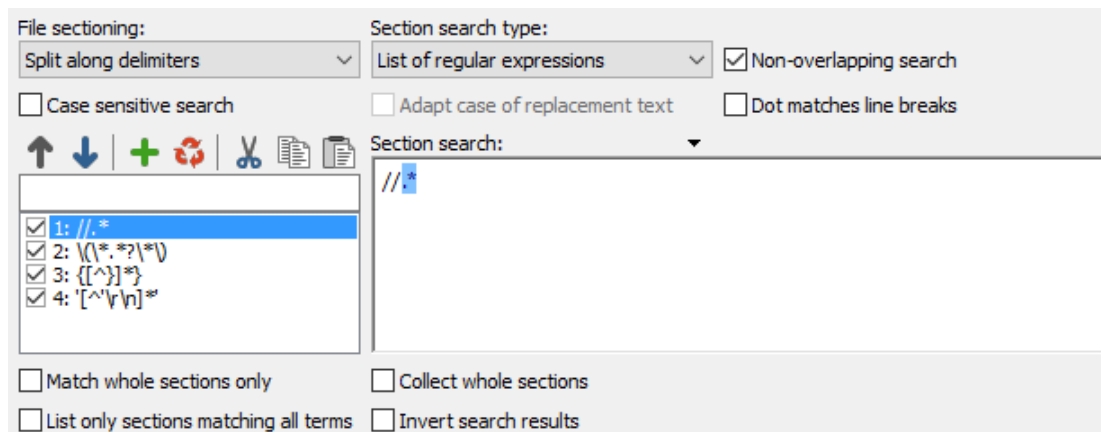 File sectioning: Section search type:
Split along delimiters List of regular expressions Non-overlapping search
Case sensitive search Adapt case of replacement text Dot matches line breaks
Section search:
//.*
1: //.*
2: \(\*.*?\*\)
3: {[^}]*}
4: '[^'\r\n]*'
Match whole sections only Collect whole sections
List only sections matching all terms Invert search results